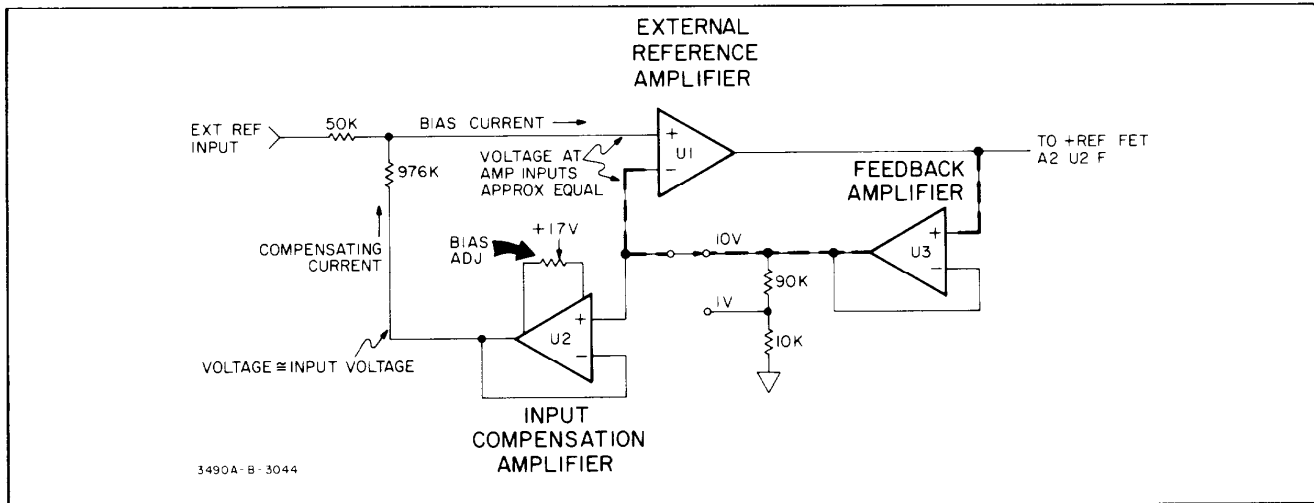 EXTERNAL
REFERENCE
AMPLIFIER
EXT REF
INPUT
50K
BIAS CURRENT
+
U1
−
TO +REF FET
A2 U2 F
VOLTAGE AT
AMP INPUTS
APPROX EQUAL
976K
FEEDBACK
AMPLIFIER
COMPENSATING
CURRENT
BIAS
ADJ
+17V
10V
+
U3
−
90K
1V
10K
+
U2
−
VOLTAGE ≅ INPUT VOLTAGE
INPUT
COMPENSATION
AMPLIFIER
3490A-B-3044